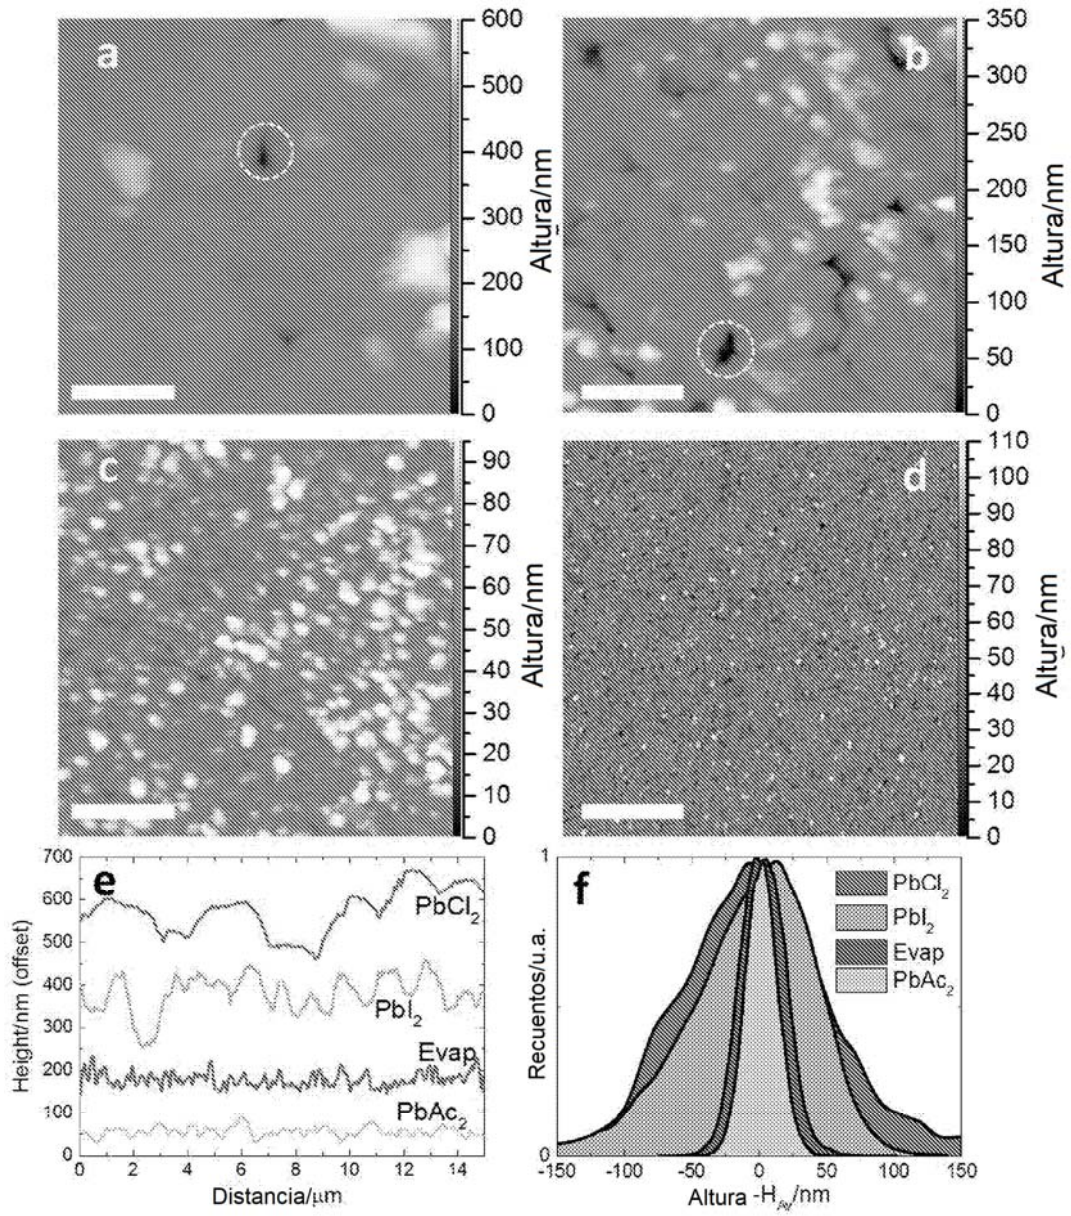 a
600
500
400
300
200
100
0
Altura/nm
b
350
300
250
200
150
100
50
0
Altura/nm
c
90
80
70
60
50
40
30
20
10
0
Altura/nm
d
110
100
90
80
70
60
50
40
30
20
10
0
Altura/nm
e
700
600
500
400
300
200
100
0
Height/nm (offset)
PbCl₂
PbI₂
Evap
PbAc₂
0 2 4 6 8 10 12 14
Distancia/µm
f
1
0
Recuentos/u.a.
PbCl₂
PbI₂
Evap
PbAc₂
-150 -100 -50 0 50 100 150
Altura -H_Av/nm